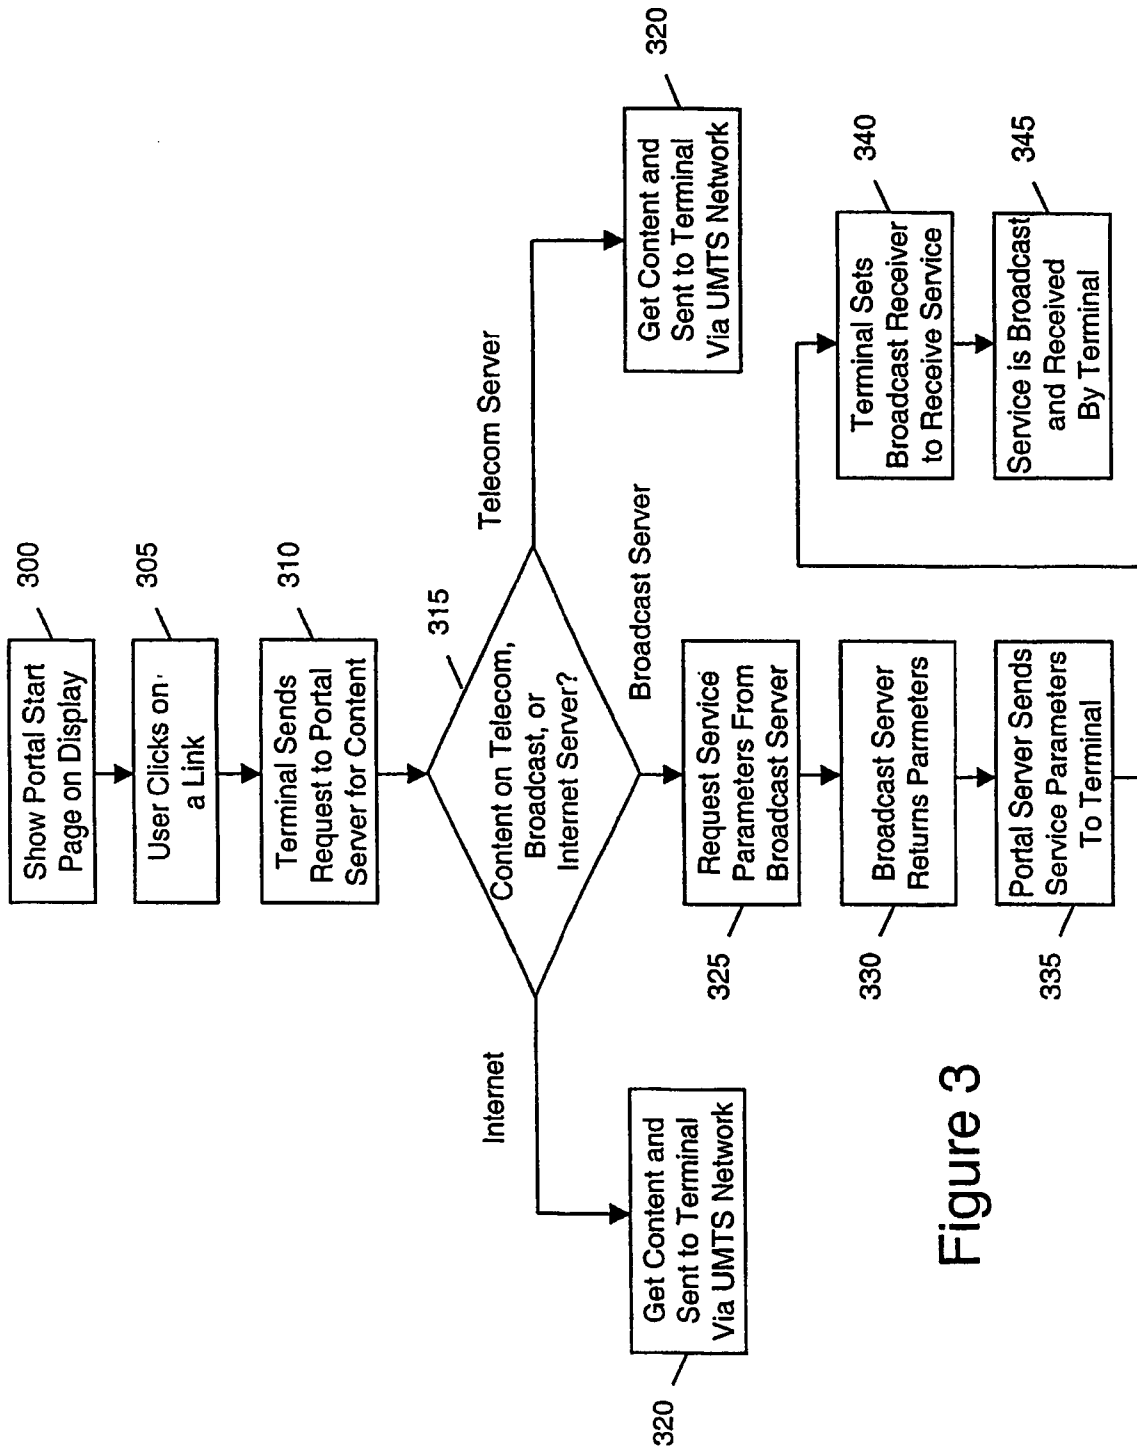 Show Portal Start
Page on Display
300
User Clicks on
a Link
305
Terminal Sends
Request to Portal
Server for Content
310
Content on Telecom,
Broadcast, or
Internet Server?
315
Internet
Telecom Server
Broadcast Server
Get Content and
Sent to Terminal
Via UMTS Network
320
Get Content and
Sent to Terminal
Via UMTS Network
320
Request Service
Parameters From
Broadcast Server
325
Broadcast Server
Returns Parmeters
330
Portal Server Sends
Service Parameters
To Terminal
335
Terminal Sets
Broadcast Receiver
to Receive Service
340
Service is Broadcast
and Received
By Terminal
345
Figure 3